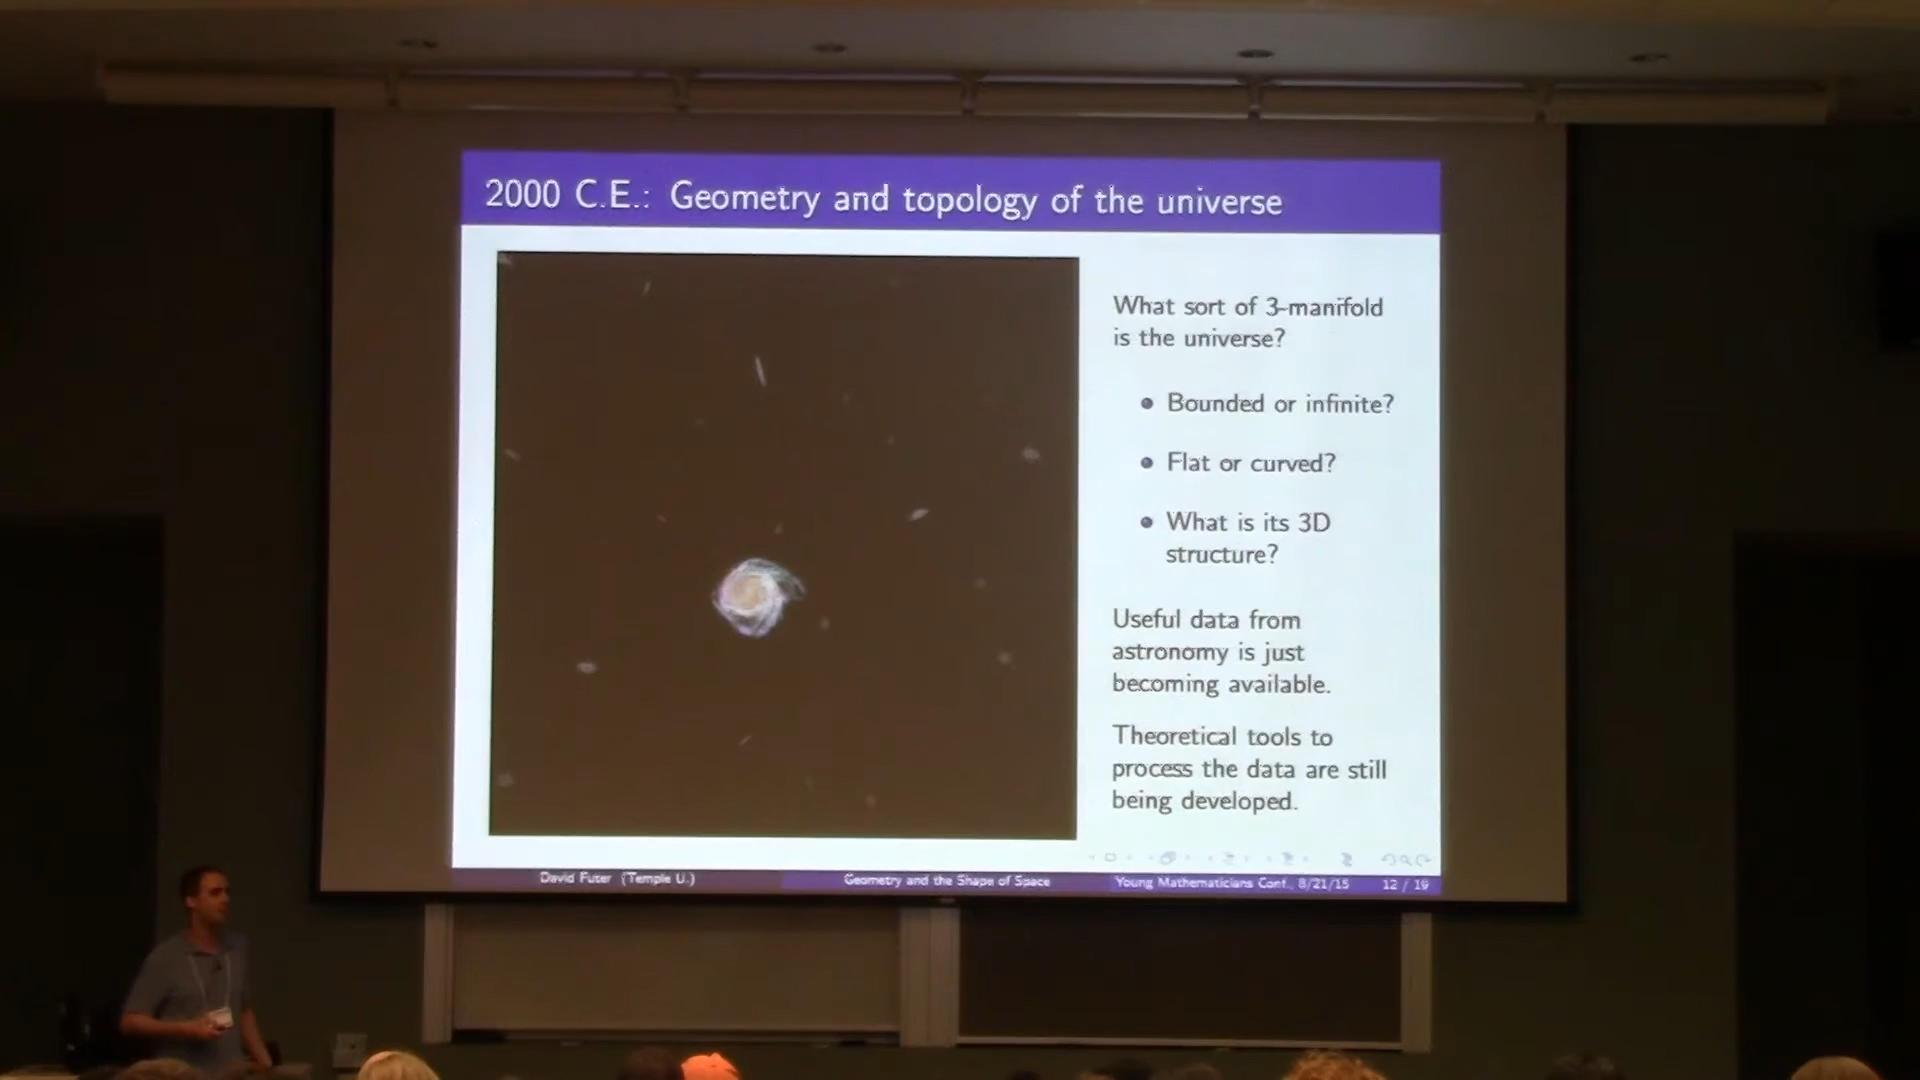 2000 C.E.: Geometry and topology of the universe
What sort of 3-manifold
is the universe?
Bounded or infinite?
Flat or curved?
What is its 3D
structure?
Useful data from
astronomy is just
becoming available.
Theoretical tools to
process the data are still
being developed.
David Futer (Temple U.)
Geometry and the Shape of Space
Young Mathematicians Conf., 8/21/15
12 / 19